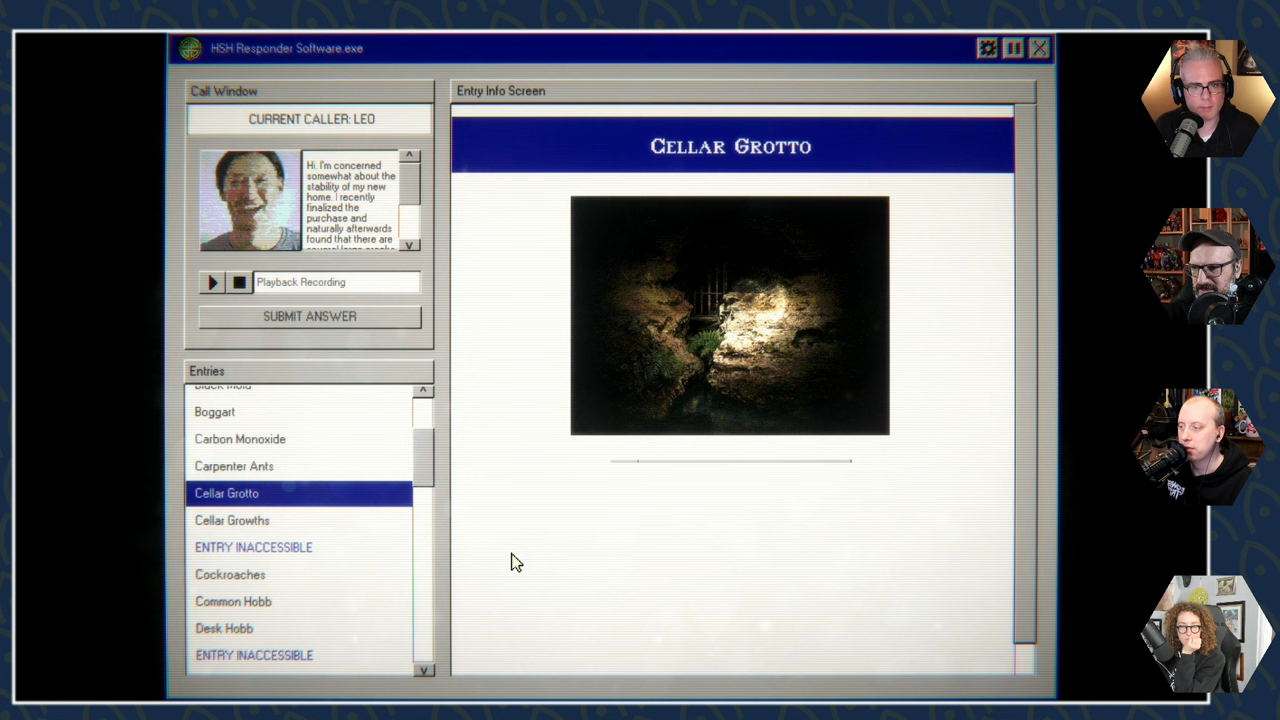 HSH Responder Software.exe
Call Window
CURRENT CALLER: LEO
Hi. I'm concerned
somewhat about the
stability of my new
home. I recently
finalized the
purchase and
naturally afterwards
found that there are
Playback Recording
SUBMIT ANSWER
Entries
Black Mold
Boggart
Carbon Monoxide
Carpenter Ants
Cellar Grotto
Cellar Growths
ENTRY INACCESSIBLE
Cockroaches
Common Hobb
Desk Hobb
ENTRY INACCESSIBLE
Entry Info Screen
Cellar Grotto